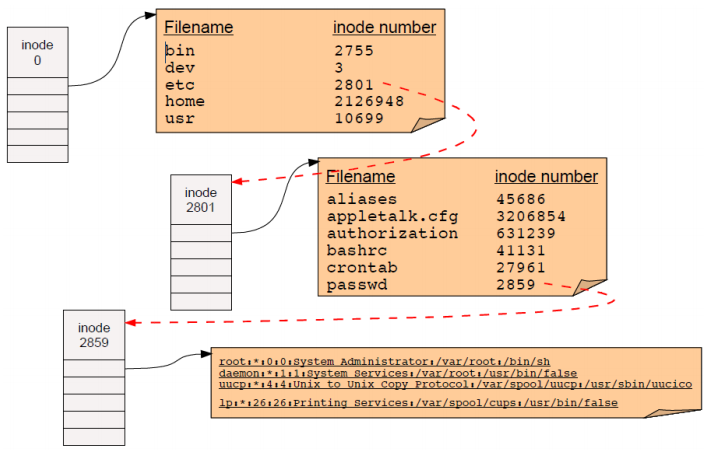 inode
0
Filename inode number
bin 2755
dev 3
etc 2801
home 2126948
usr 10699
inode
2801
Filename inode number
aliases 45686
appletalk.cfg 3206854
authorization 631239
bashrc 41131
crontab 27961
passwd 2859
inode
2859
root:*:0:0:System Administrator:/var/root:/bin/sh
daemon:*:1:1:System Services:/var/root:/usr/bin/false
uucp:*:4:4:Unix to Unix Copy Protocol:/var/spool/uucp:/usr/sbin/uucico
lp:*:26:26:Printing Services:/var/spool/cups:/usr/bin/false